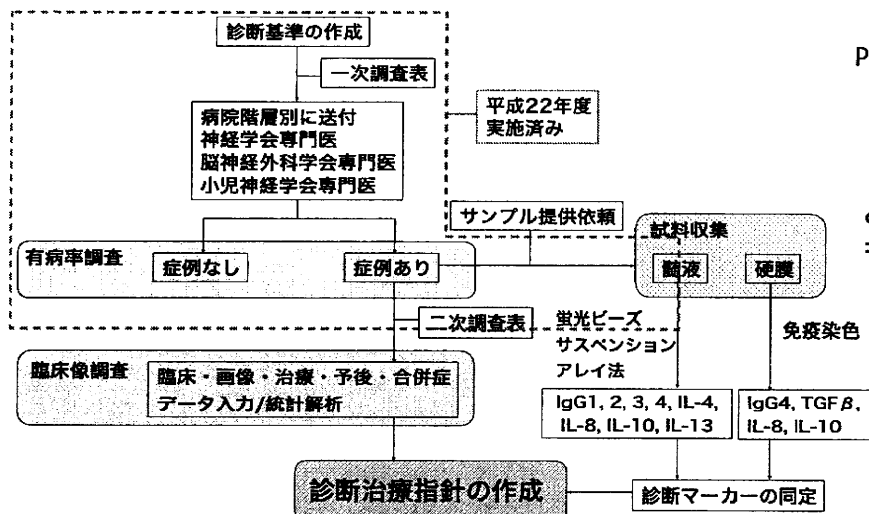 診断基準の作成
一次調査表
病院階層別に送付
神経学会専門医
脳神経外科学会専門医
小児神経学会専門医
平成22年度
実施済み
サンプル提供依頼
試料収集
有病率調査
症例なし
症例あり
髄液
硬膜
二次調査表
蛍光ビーズ
サスペンション
アレイ法
免疫染色
臨床像調査
臨床・画像・治療・予後・合併症
データ入力/統計解析
IgG1, 2, 3, 4, IL-4,
IL-8, IL-10, IL-13
IgG4, TGFβ,
IL-8, IL-10
診断治療指針の作成
診断マーカーの同定
P